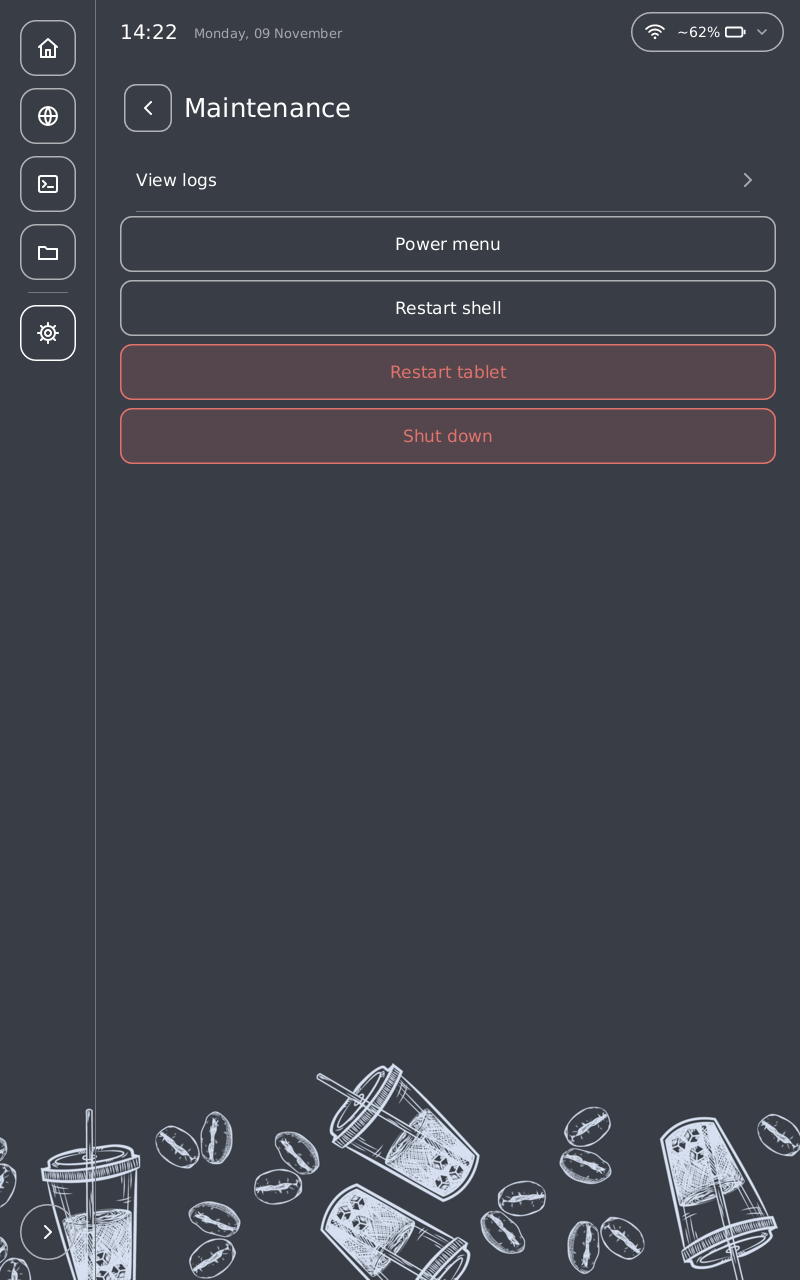 14:22 Monday, 09 November ~62%
Maintenance
View logs
Power menu
Restart shell
Restart tablet
Shut down